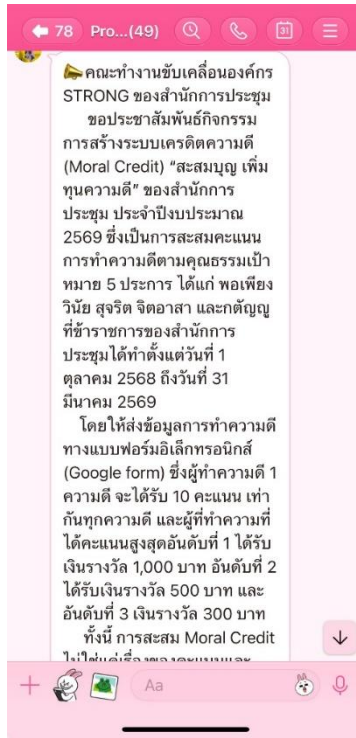 78 Pro...(49)
31
คณะทำงานขับเคลื่อนองค์กร
STRONG ของสำนักการประชุม
ขอประชาสัมพันธ์กิจกรรม
การสร้างระบบเครดิตความดี
(Moral Credit) “สะสมบุญ เพิ่ม
ทุนความดี” ของสำนักการ
ประชุม ประจำปีงบประมาณ
2569 ซึ่งเป็นการสะสมคะแนน
การทำความดีตามคุณธรรมเป้า
หมาย 5 ประการ ได้แก่ พอเพียง
วินัย สุจริต จิตอาสา และกตัญญู
ที่ข้าราชการของสำนักการ
ประชุมได้ทำตั้งแต่วันที่ 1
ตุลาคม 2568 ถึงวันที่ 31
มีนาคม 2569
โดยให้ส่งข้อมูลการทำความดี
ทางแบบฟอร์มอิเล็กทรอนิกส์
(Google form) ซึ่งผู้ทำความดี 1
ความดี จะได้รับ 10 คะแนน เท่า
กันทุกความดี และผู้ที่ทำความที่
ได้คะแนนสูงสุดอันดับที่ 1 ได้รับ
เงินรางวัล 1,000 บาท อันดับที่ 2
ได้รับเงินรางวัล 500 บาท และ
อันดับที่ 3 เงินรางวัล 300 บาท
ทั้งนี้ การสะสม Moral Credit
ไม่ใช่แค่เรื่องของคะแนนและ
Aa